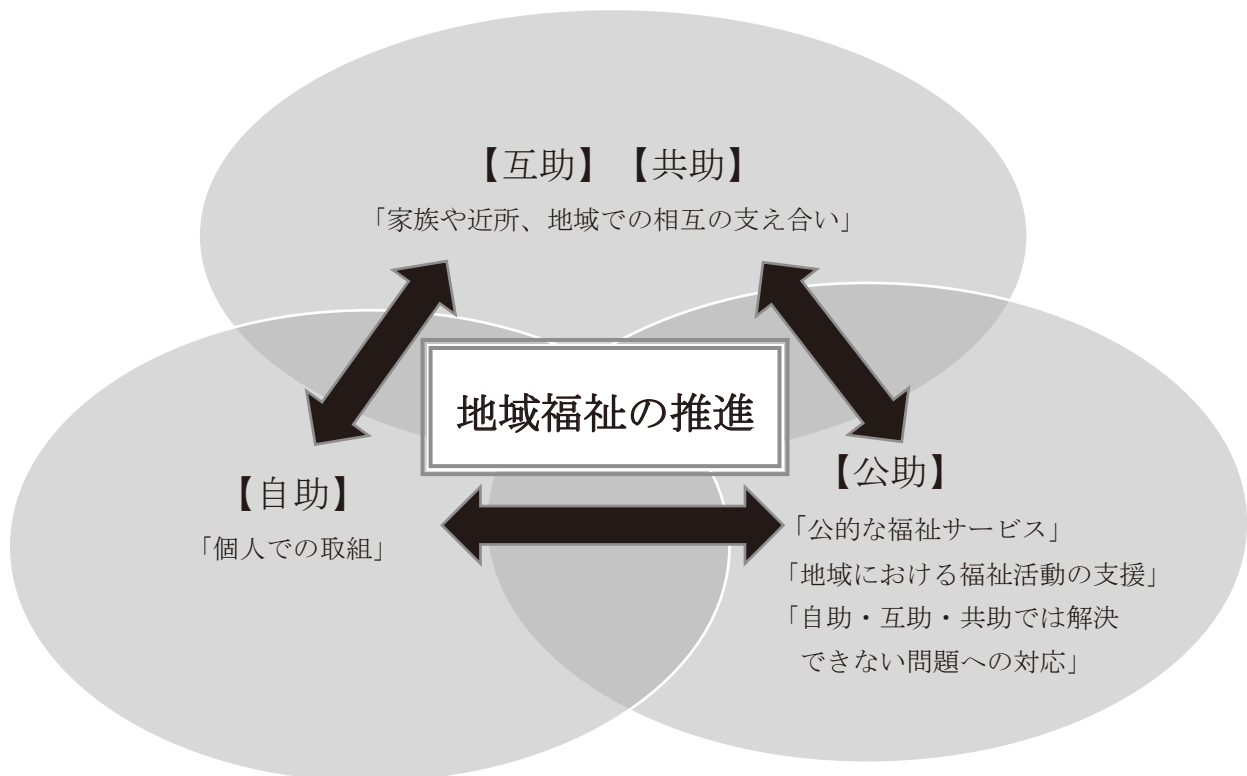 【互助】【共助】
「家族や近所、地域での相互の支え合い」
地域福祉の推進
【自助】
「個人での取組」
【公助】
「公的な福祉サービス」
「地域における福祉活動の支援」
「自助・互助・共助では解決
できない問題への対応」